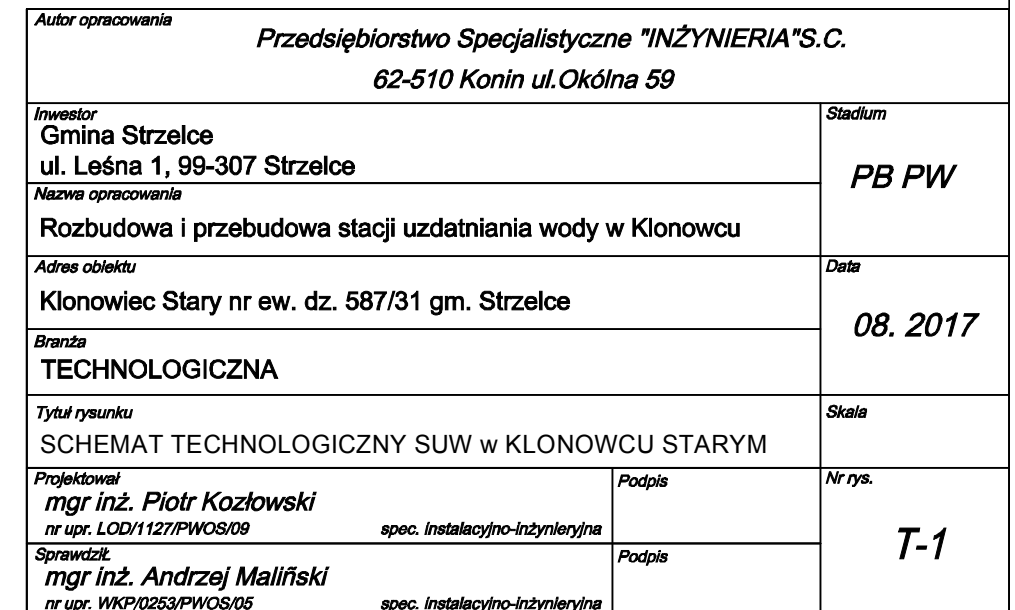 Autor opracowania
Przedsiębiorstwo Specjalistyczne "INŻYNIERIA"S.C.
62-510 Konin ul.Okólna 59
Inwestor
Gmina Strzelce
ul. Leśna 1, 99-307 Strzelce
Stadium
PB PW
Nazwa opracowania
Rozbudowa i przebudowa stacji uzdatniania wody w Klonowcu
Adres obiektu
Klonowiec Stary nr ew. dz. 587/31 gm. Strzelce
Data
08. 2017
Branża
TECHNOLOGICZNA
Tytuł rysunku
SCHEMAT TECHNOLOGICZNY SUW w KLONOWCU STARYM
Skala
Projektował
mgr inż. Piotr Kozłowski
nr upr. LOD/1127/PWOS/09 spec. instalacyjno-inżynieryjna
Podpis
Nr rys.
T-1
Sprawdził:
mgr inż. Andrzej Maliñski
nr upr. WKP/0253/PWOS/05 spec. instalacyjno-inżynieryjna
Podpis